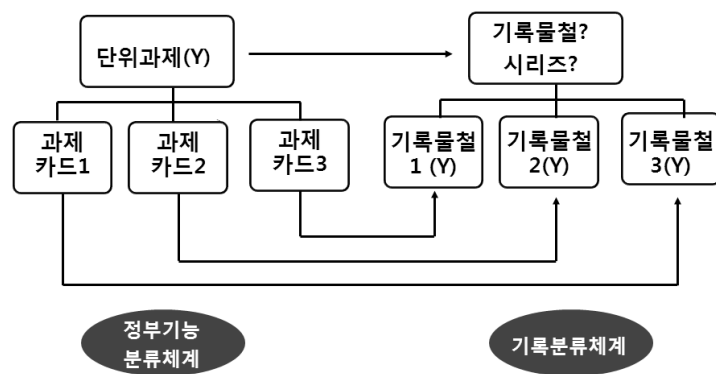 단위과제(Y)
기록물철?
시리즈?
과제
카드1
과제
카드2
과제
카드3
기록물철
1 (Y)
기록물철
2(Y)
기록물철
3(Y)
정부기능
분류체계
기록분류체계